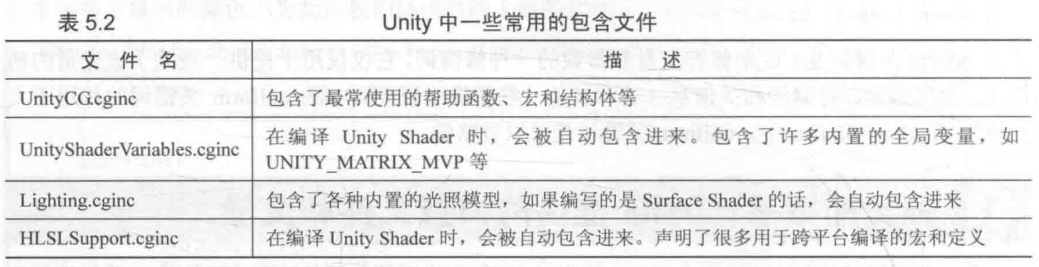 表 5.2 Unity 中一些常用的包含文件
文 件 名 描 述
UnityCG.cginc 包含了最常使用的帮助函数、宏和结构体等
UnityShaderVariables.cginc 在编译 Unity Shader 时，会被自动包含进来。包含了许多内置的全局变量，如
UNITY_MATRIX_MVP 等
Lighting.cginc 包含了各种内置的光照模型，如果编写的是 Surface Shader 的话，会自动包含进来
HLSLSupport.cginc 在编译 Unity Shader 时，会被自动包含进来。声明了很多用于跨平台编译的宏和定义